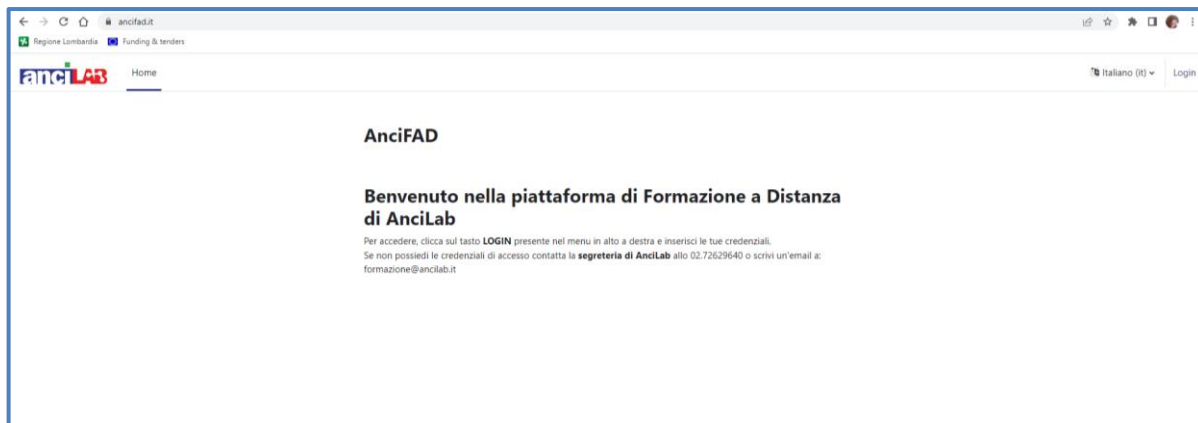 ancifad.it
Regione Lombardia Funding & tenders
anciLAB Home Italiano (it) Login
AnciFAD
Benvenuto nella piattaforma di Formazione a Distanza
di AnciLab
Per accedere, clicca sul tasto LOGIN presente nel menu in alto a destra e inserisci le tue credenziali.
Se non possiedi le credenziali di accesso contatta la segreteria di AnciLab allo 02.72629640 o scrivi un'email a:
formazione@ancilab.it